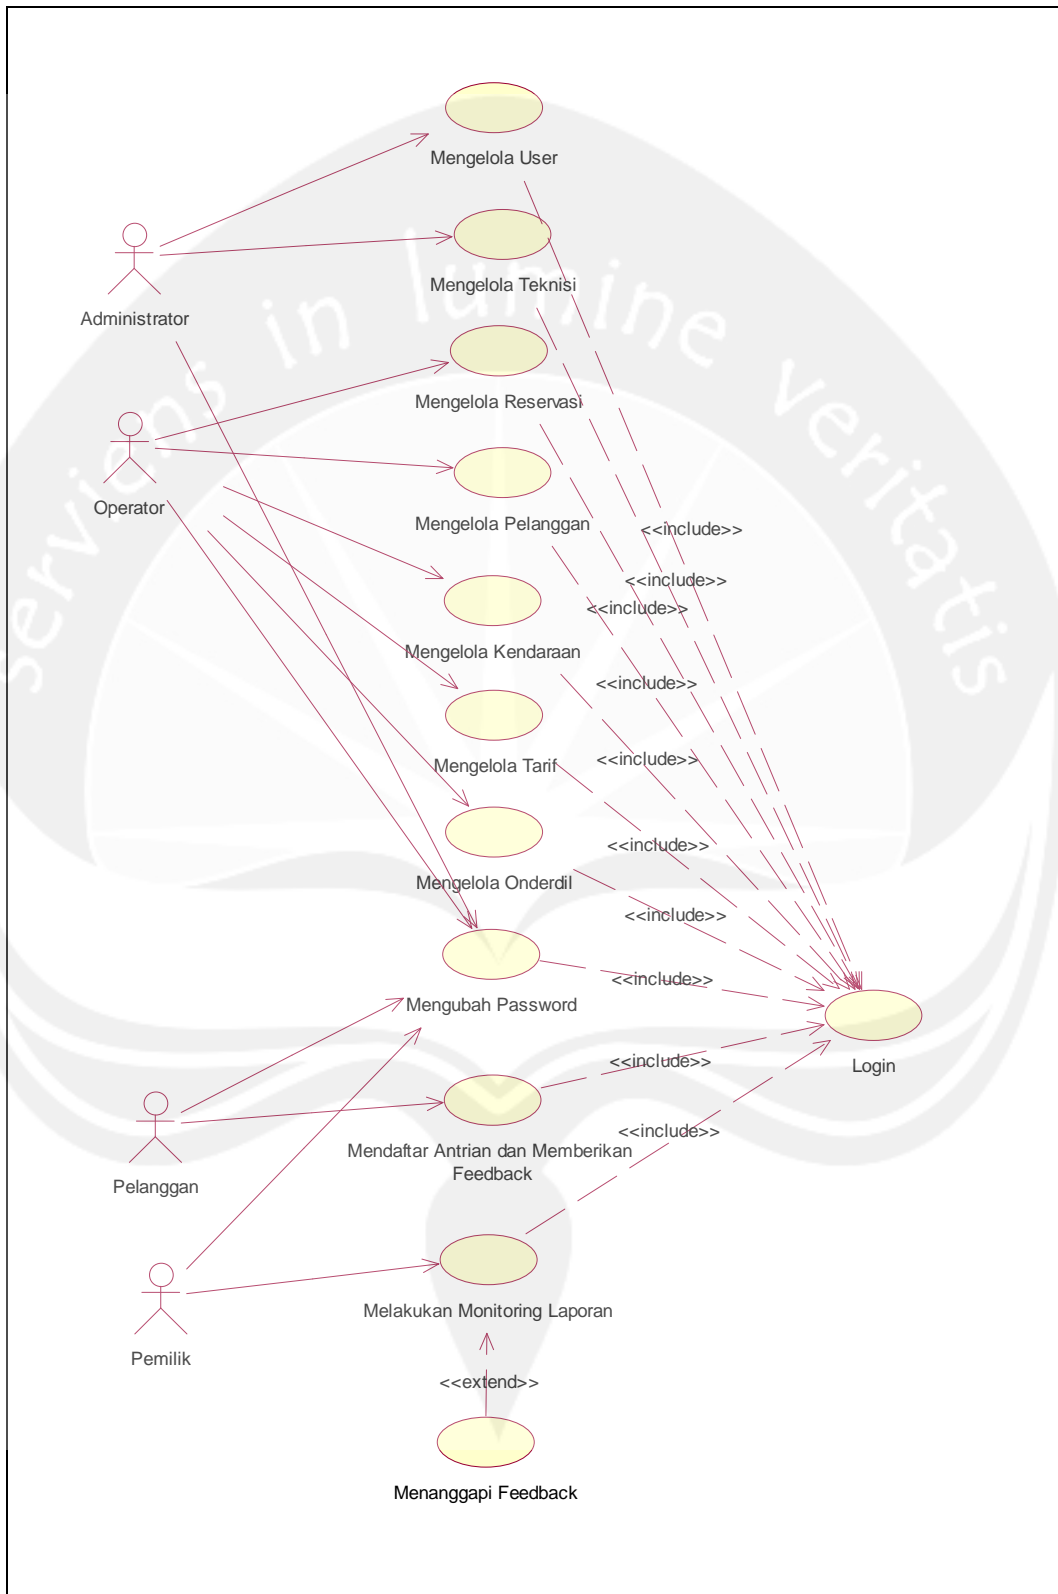 Mengelola User
Mengelola Teknisi
Administrator
Mengelola Reservasi
Operator
Mengelola Pelanggan
<<include>>
<<include>>
<<include>>
Mengelola Kendaraan
<<include>>
<<include>>
Mengelola Tarif
<<include>>
Mengelola Onderdil
<<include>>
<<include>>
Mengubah Password
<<include>>
Login
<<include>>
Mendaftar Antrian dan Memberikan
Feedback
Pelanggan
Melakukan Monitoring Laporan
Pemilik
<<extend>>
Menanggapi Feedback
serviens in lumine veritatis